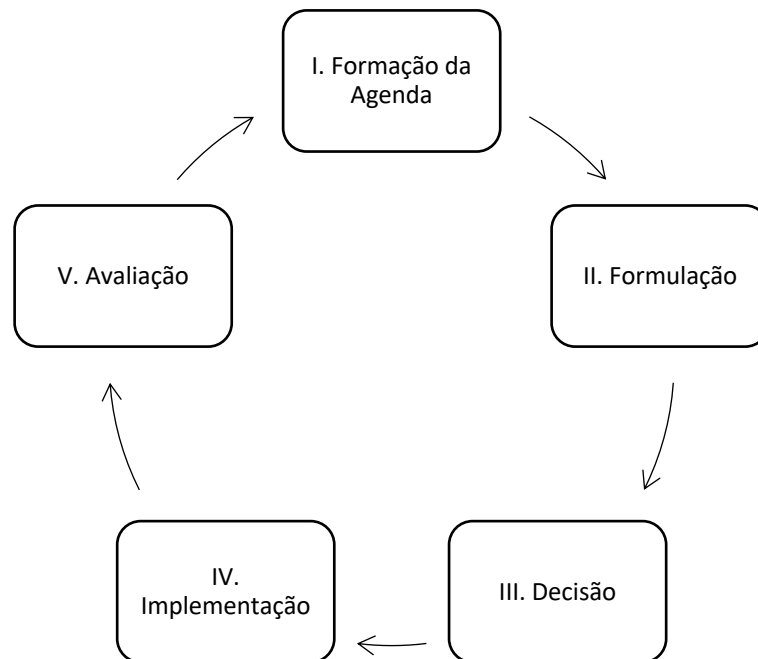 I. Formação da
Agenda
II. Formulação
III. Decisão
IV.
Implementação
V. Avaliação